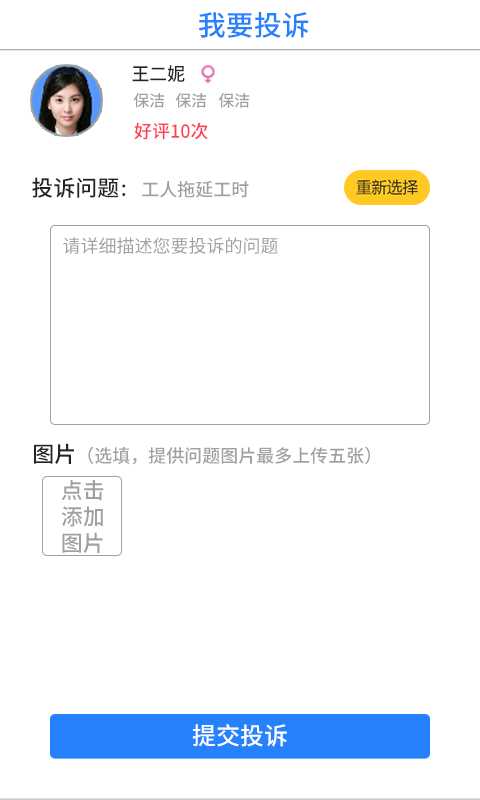 我要投诉
王二妮
保洁 保洁 保洁
好评10次
投诉问题： 工人拖延工时 重新选择
请详细描述您要投诉的问题
图片（选填，提供问题图片最多上传五张）
点击
添加
图片
提交投诉